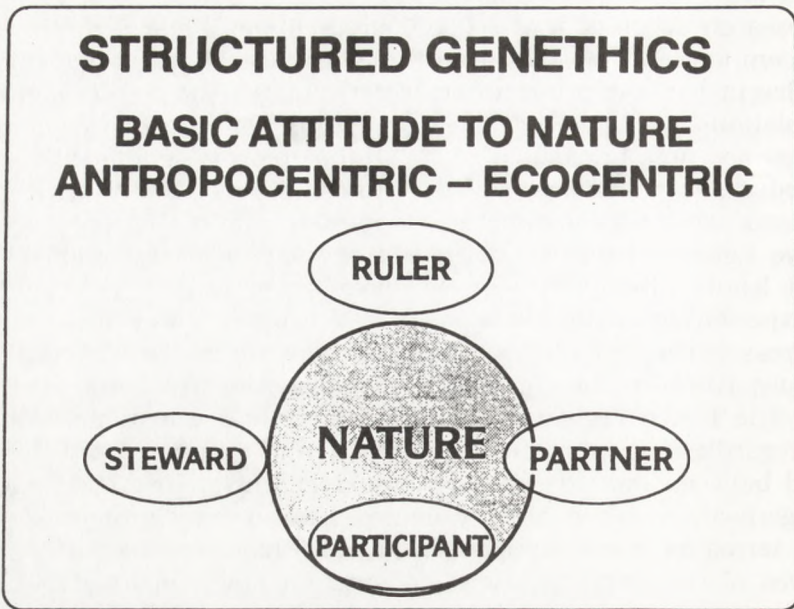 STRUCTURED GENETHICS
BASIC ATTITUDE TO NATURE
ANTROPOCENTRIC – ECOCENTRIC
RULER
STEWARD
NATURE
PARTNER
PARTICIPANT